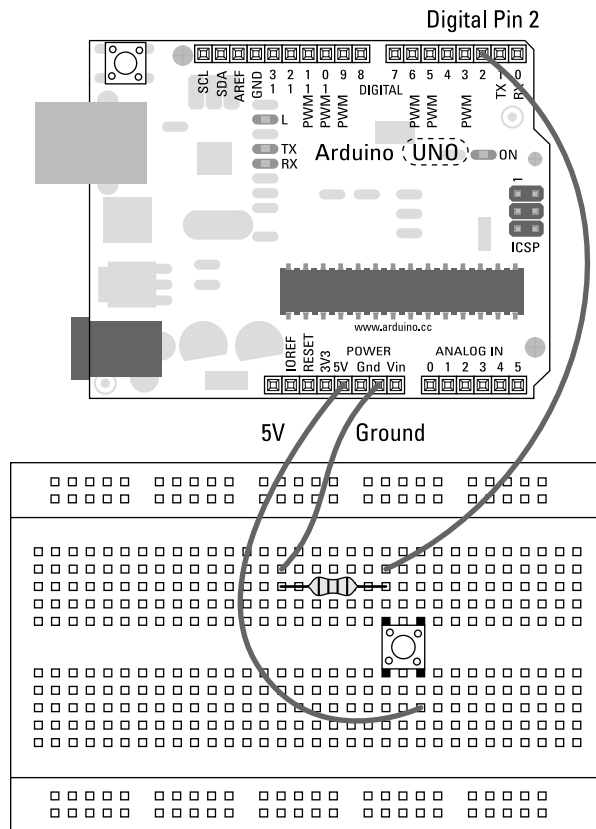 Digital Pin 2
SCL
SDA
AREF
GND
13
12
11
10
9
8
7
6
5
4
3
2
1
0
PWM
PWM
PWM
DIGITAL
PWM
PWM
PWM
TX
RX
L
TX
RX
Arduino UNO
ON
1
ICSP
www.arduino.cc
IOREF
RESET
3V3
POWER
5V Gnd Vin
ANALOG IN
0 1 2 3 4 5
5V
Ground